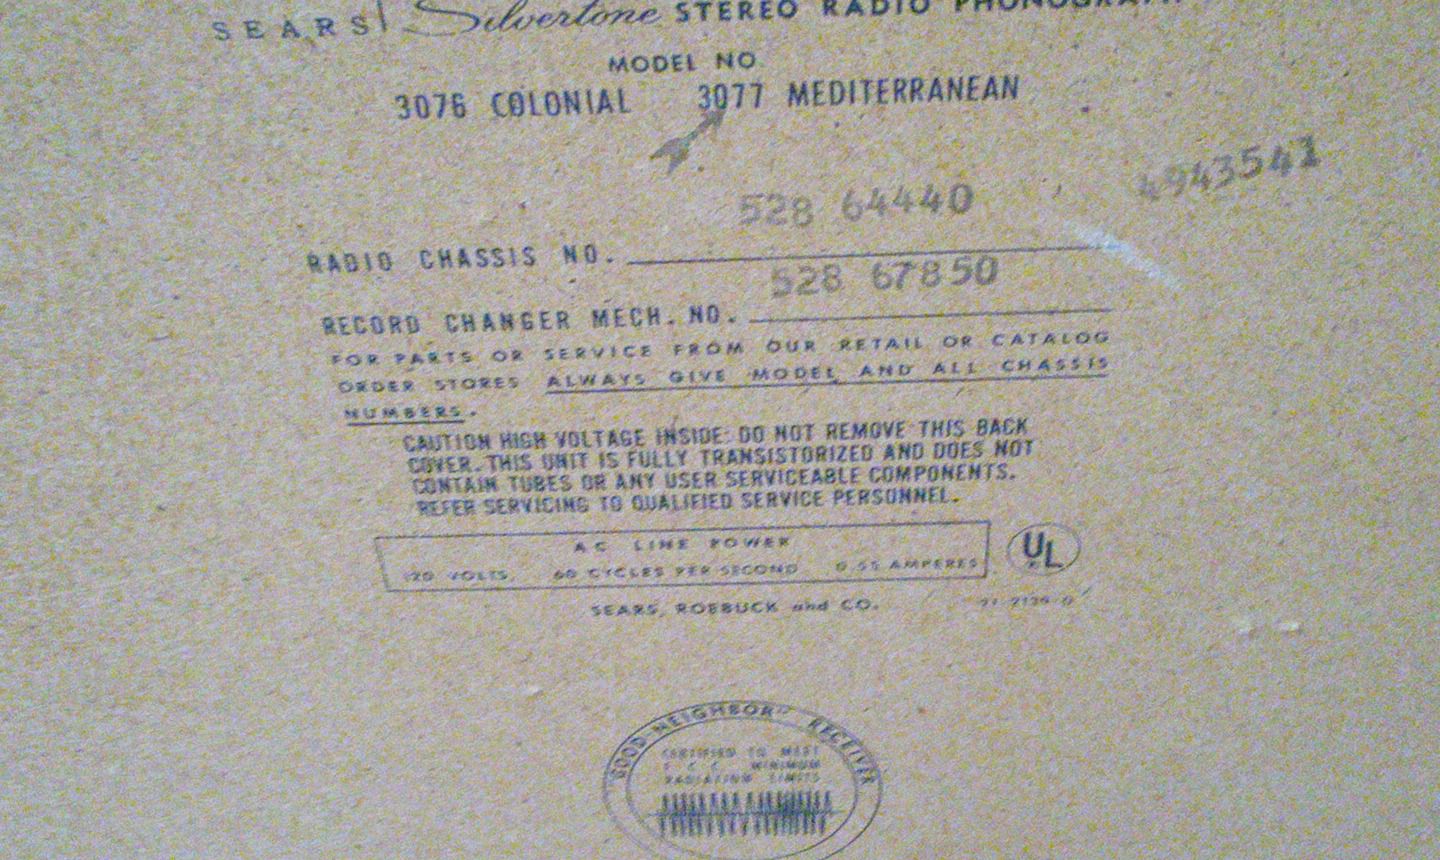 SEARS Silvertone STEREO RADIO PHONOGRAPH
MODEL NO.
3076 COLONIAL 3077 MEDITERRANEAN
4943541
528 64440
RADIO CHASSIS NO.
528 67850
RECORD CHANGER MECH. NO.
FOR PARTS OR SERVICE FROM OUR RETAIL OR CATALOG
ORDER STORES ALWAYS GIVE MODEL AND ALL CHASSIS
NUMBERS.
CAUTION HIGH VOLTAGE INSIDE: DO NOT REMOVE THIS BACK
COVER. THIS UNIT IS FULLY TRANSISTORIZED AND DOES NOT
CONTAIN TUBES OR ANY USER SERVICEABLE COMPONENTS.
REFER SERVICING TO QUALIFIED SERVICE PERSONNEL.
AC LINE POWER
120 VOLTS 60 CYCLES PER SECOND 0.55 AMPERES
UL
SEARS, ROEBUCK and CO.
"GOOD NEIGHBOR" RECEIVER
CERTIFIED TO MEET
F. C. C. MINIMUM
RADIATION LIMITS